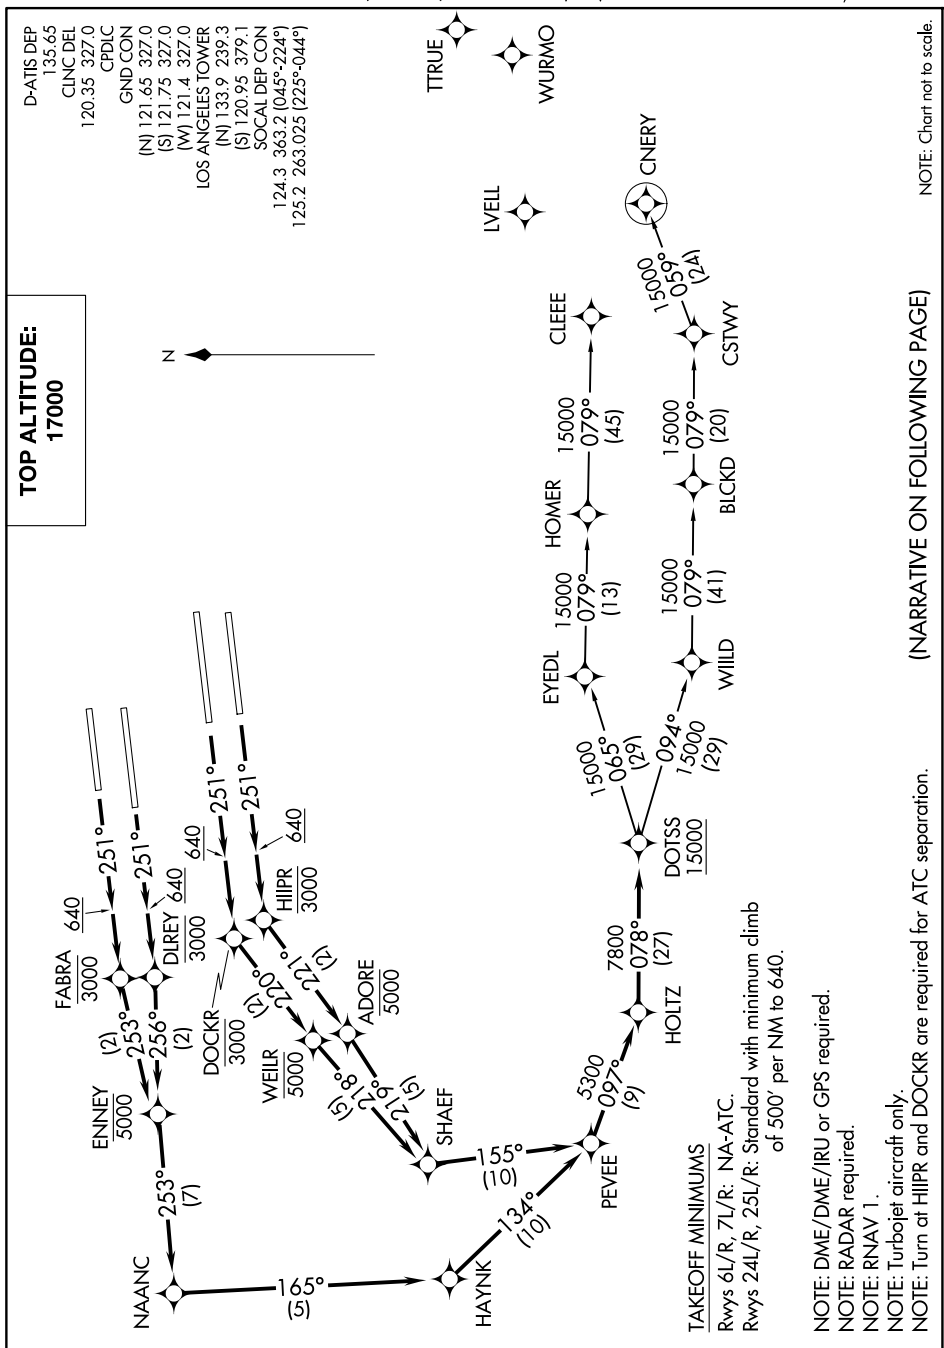 TOP ALTITUDE:
17000
D-ATIS DEP
135.65
CLNC DEL
120.35 327.0
CPDLC
GND CON
(N) 121.65 327.0
(S) 121.75 327.0
(W) 121.4 327.0
LOS ANGELES TOWER
(N) 133.9 239.3
(S) 120.95 379.1
SOCAL DEP CON
124.3 363.2 (045°-224°)
125.2 263.025 (225°-044°)
N
251°
640
FABRA
3000
251°
640
DLREY
3000
(2)
253°
256°
(2)
ENNEY
5000
253°
(7)
NAANC
165°
(5)
HAYNK
134°
(10)
251°
640
DOCKR
3000
251°
640
HIIPR
3000
(2)
220°
221°
(2)
WEILR
5000
ADORE
5000
(5)
218°
219°
(5)
SHAEF
155°
(10)
PEVEE
5300
097°
(9)
HOLTZ
7800
078°
(27)
DOTSS
15000
15000
065°
(29)
EYEDL
15000
079°
(13)
HOMER
15000
079°
(45)
CLEEE
094°
15000
(29)
WIILD
15000
079°
(41)
BLCKD
15000
079°
(20)
CSTWY
15000
059°
(24)
CNERY
LVELL
TTRUE
WURMO
TAKEOFF MINIMUMS
Rwys 6L/R, 7L/R: NA-ATC.
Rwys 24L/R, 25L/R: Standard with minimum climb
of 500' per NM to 640.
NOTE: DME/DME/IRU or GPS required.
NOTE: RADAR required.
NOTE: RNAV 1.
NOTE: Turbojet aircraft only.
NOTE: Turn at HIIPR and DOCKR are required for ATC separation.
(NARRATIVE ON FOLLOWING PAGE)
NOTE: Chart not to scale.